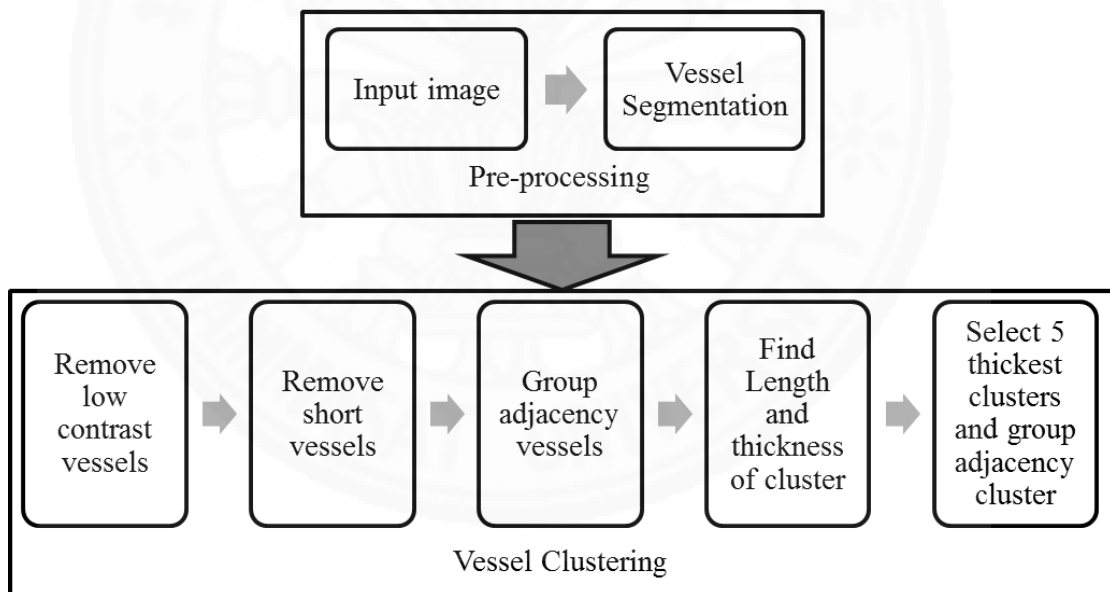 Input image
Vessel
Segmentation
Pre-processing
Remove
low
contrast
vessels
Remove
short
vessels
Group
adjacency
vessels
Find
Length
and
thickness
of cluster
Select 5
thickest
clusters
and group
adjacency
cluster
Vessel Clustering